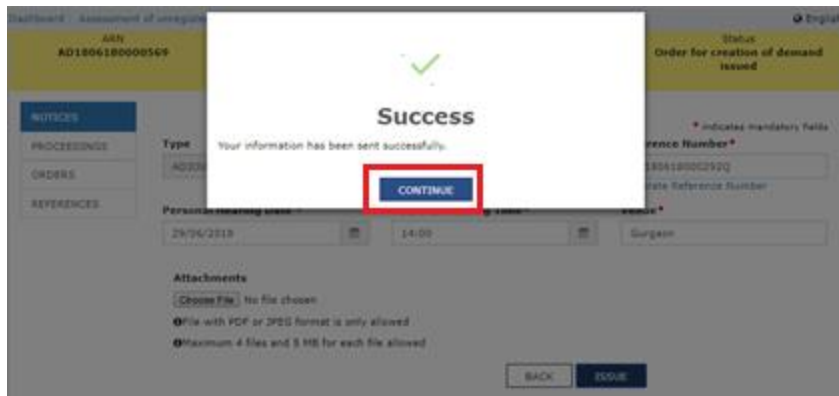 Dashboard Assessment of
English
ARN
AD1806180000569
Status
Order for creation of demand
issued
Success
Your information has been sent successfully.
CONTINUE
NOTICES
PROCEEDINGS
ORDERS
REFERENCES
* indicates mandatory fields
Type
Number*
Reference Number
Personal Hearing Date
29/06/2018
14:00
Gurgaon
Attachments
Choose File No file chosen
File with PDF or JPEG format is only allowed
Maximum 4 files and 5 MB for each file allowed
BACK
ISSUE